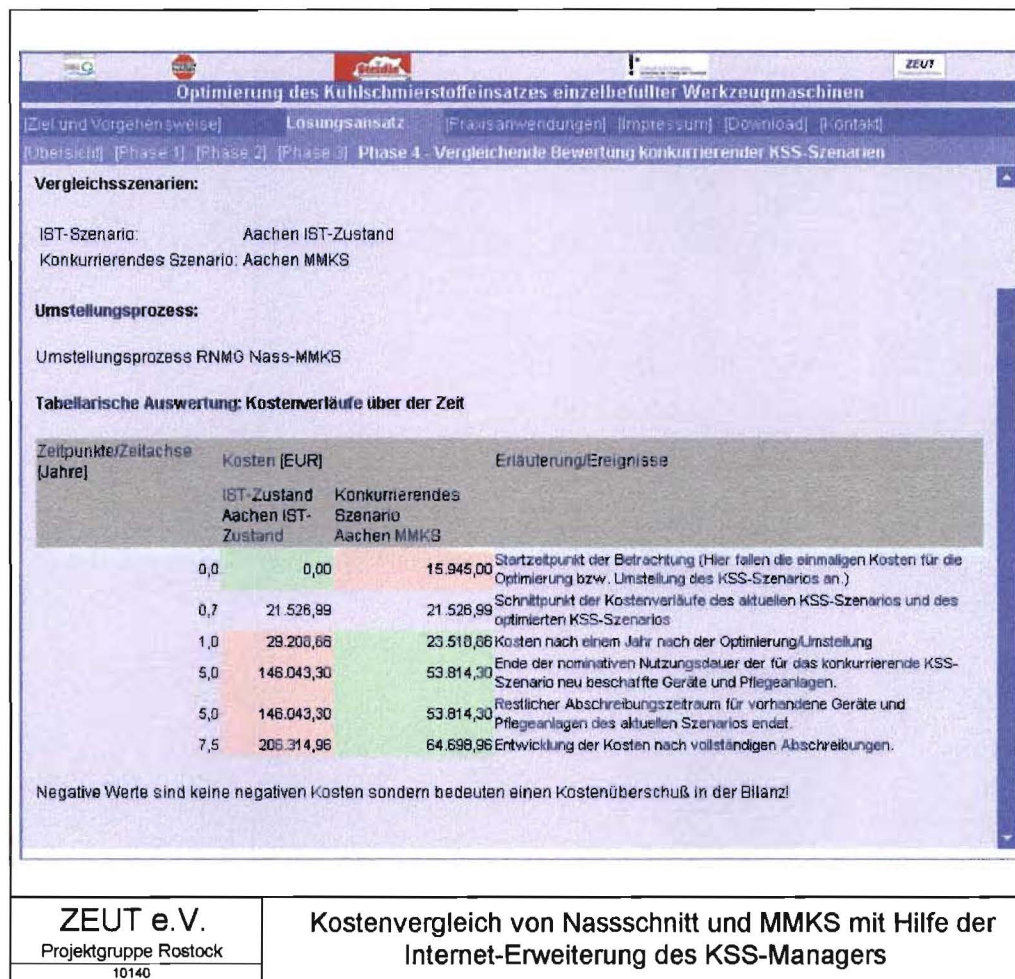 Steidle
ZEUT
Optimierung des Kühlschmierstoffeinsatzes einzelbefüllter Werkzeugmaschinen
[Ziel und Vorgehensweise] Lösungsansatz [Praxisanwendungen] [Impressum] [Download] [Kontakt]
[Übersicht] [Phase 1] [Phase 2] [Phase 3] Phase 4 - Vergleichende Bewertung konkurrierender KSS-Szenarien
Vergleichsszenarien:
IST-Szenario: Aachen IST-Zustand
Konkurrierendes Szenario: Aachen MMKS
Umstellungsprozess:
Umstellungsprozess RNMG Nass-MMKS
Tabellarische Auswertung: Kostenverläufe über der Zeit
Zeitpunkte/Zeitachse
[Jahre]
Kosten [EUR]
Erläuterung/Ereignisse
IST-Zustand
Aachen IST-
Zustand
Konkurrierendes
Szenario
Aachen MMKS
0,0 0,00 15.945,00 Startzeitpunkt der Betrachtung (Hier fallen die einmaligen Kosten für die
Optimierung bzw. Umstellung des KSS-Szenarios an.)
0,7 21.526,99 21.526,99 Schnittpunkt der Kostenverläufe des aktuellen KSS-Szenarios und des
optimierten KSS-Szenarios
1,0 29.208,66 23.518,86 Kosten nach einem Jahr nach der Optimierung/Umstellung
5,0 146.043,30 53.814,30 Ende der nominativen Nutzungsdauer der für das konkurrierende KSS-
Szenario neu beschaffte Geräte und Pflegeanlagen.
5,0 146.043,30 53.814,30 Restlicher Abschreibungszeitraum für vorhandene Geräte und
Pflegeanlagen des aktuellen Szenarios endet.
7,5 206.314,96 64.698,96 Entwicklung der Kosten nach vollständigen Abschreibungen.
Negative Werte sind keine negativen Kosten sondern bedeuten einen Kostenüberschuß in der Bilanz!
ZEUT e.V.
Projektgruppe Rostock
10140
Kostenvergleich von Nassschnitt und MMKS mit Hilfe der
Internet-Erweiterung des KSS-Managers